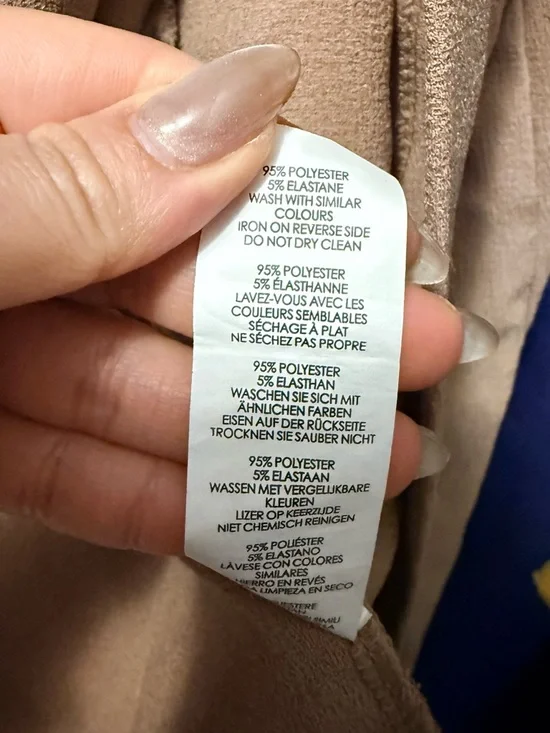 95% POLYESTER
5% ELASTANE
WASH WITH SIMILAR
COLOURS
IRON ON REVERSE SIDE
DO NOT DRY CLEAN
95% POLYESTER
5% ÉLASTHANNE
LAVEZ-VOUS AVEC LES
COULEURS SEMBLABLES
SÉCHAGE À PLAT
NE SÉCHEZ PAS PROPRE
95% POLYESTER
5% ELASTHAN
WASCHEN SIE SICH MIT
ÄHNLICHEN FARBEN
EISEN AUF DER RÜCKSEITE
TROCKNEN SIE SAUBER NICHT
95% POLYESTER
5% ELASTAAN
WASSEN MET VERGELIJKBARE
KLEUREN
LIZER OP KEERZIJDE
NIET CHEMISCH REINIGEN
95% POLIÉSTER
5% ELASTANO
LÀVESE CON COLORES
SIMILARES
HIERRO EN REVÉS
LIMPIEZA EN SECO